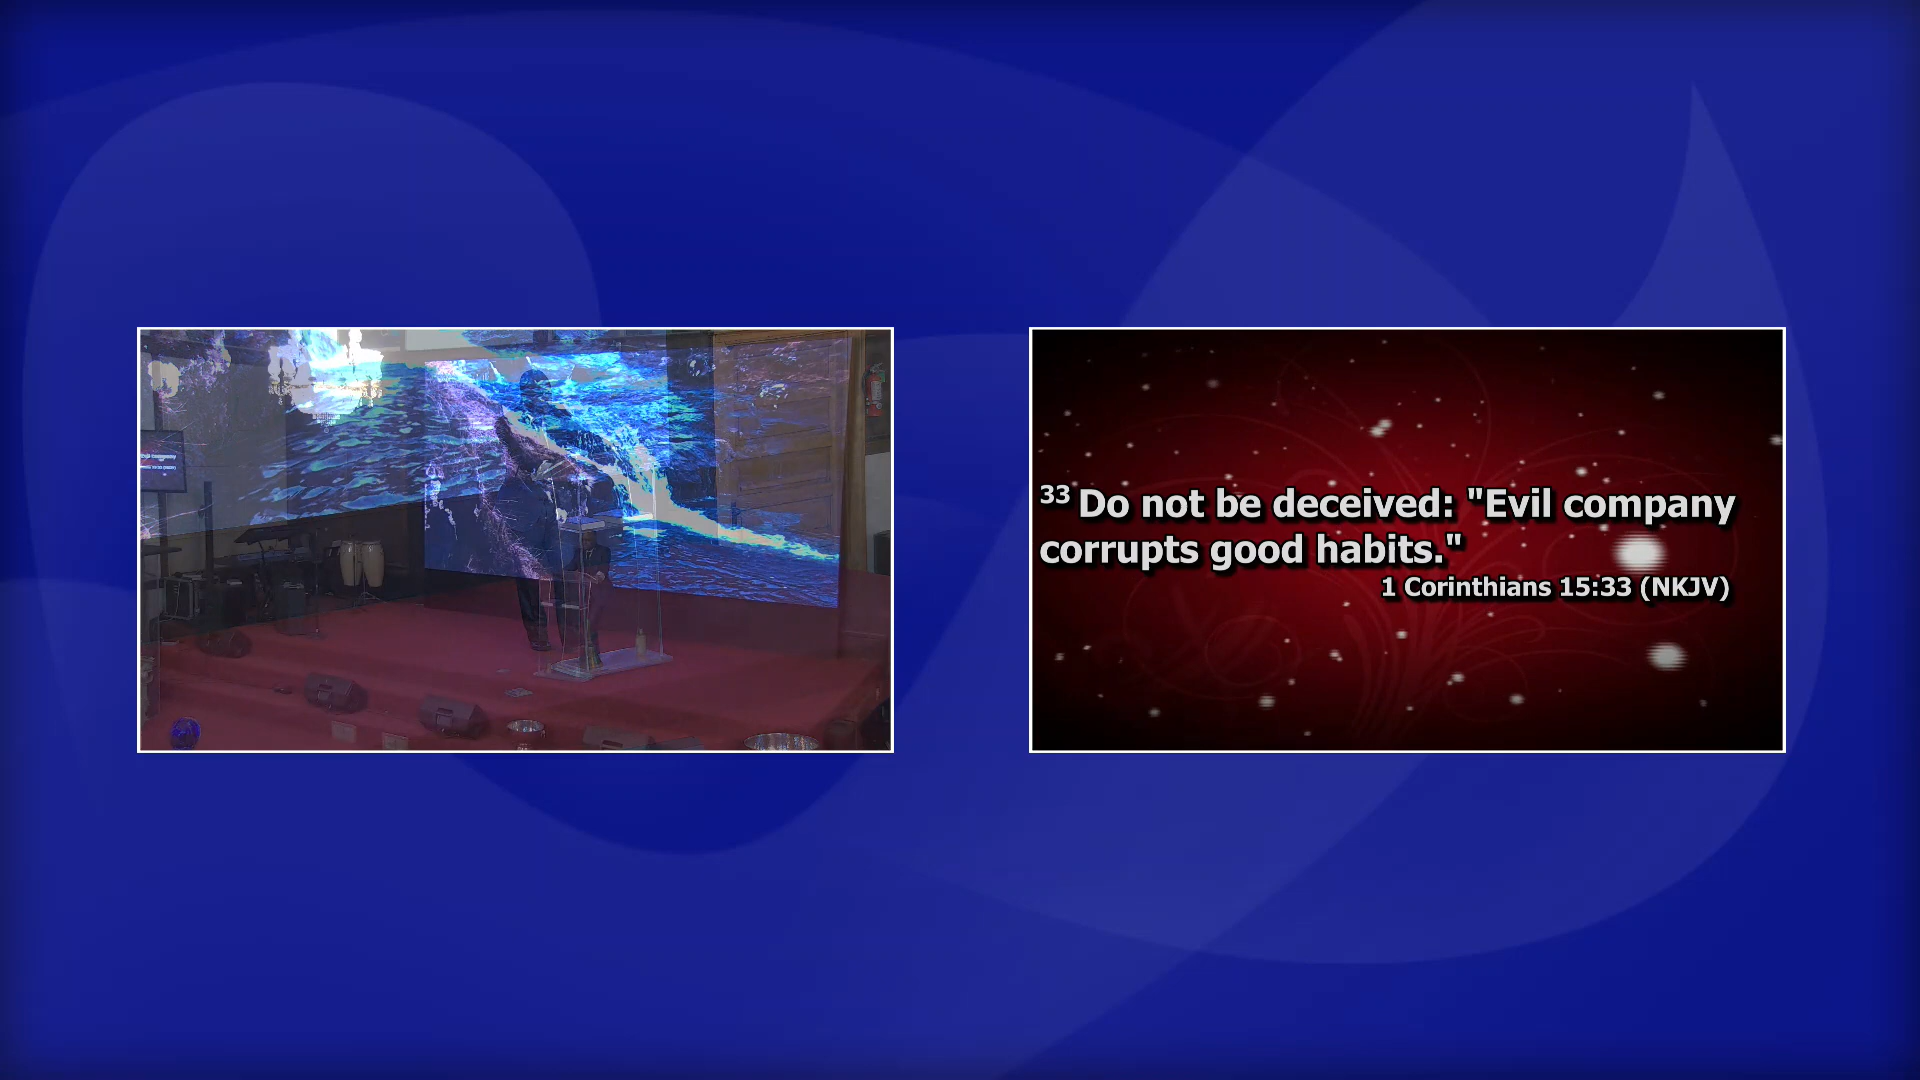 33 Do not be deceived: "Evil company
corrupts good habits."
1 Corinthians 15:33 (NKJV)